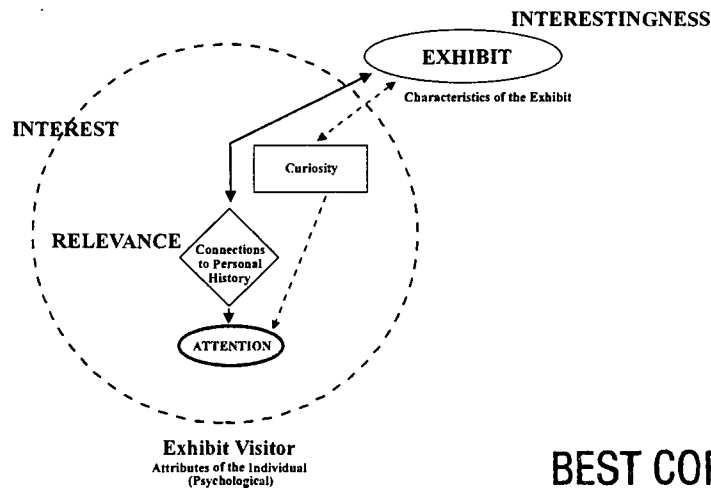 INTERESTINGNESS
EXHIBIT
Characteristics of the Exhibit
INTEREST
Curiosity
RELEVANCE
Connections
to Personal
History
ATTENTION
Exhibit Visitor
Attributes of the Individual
(Psychological)
BEST COP